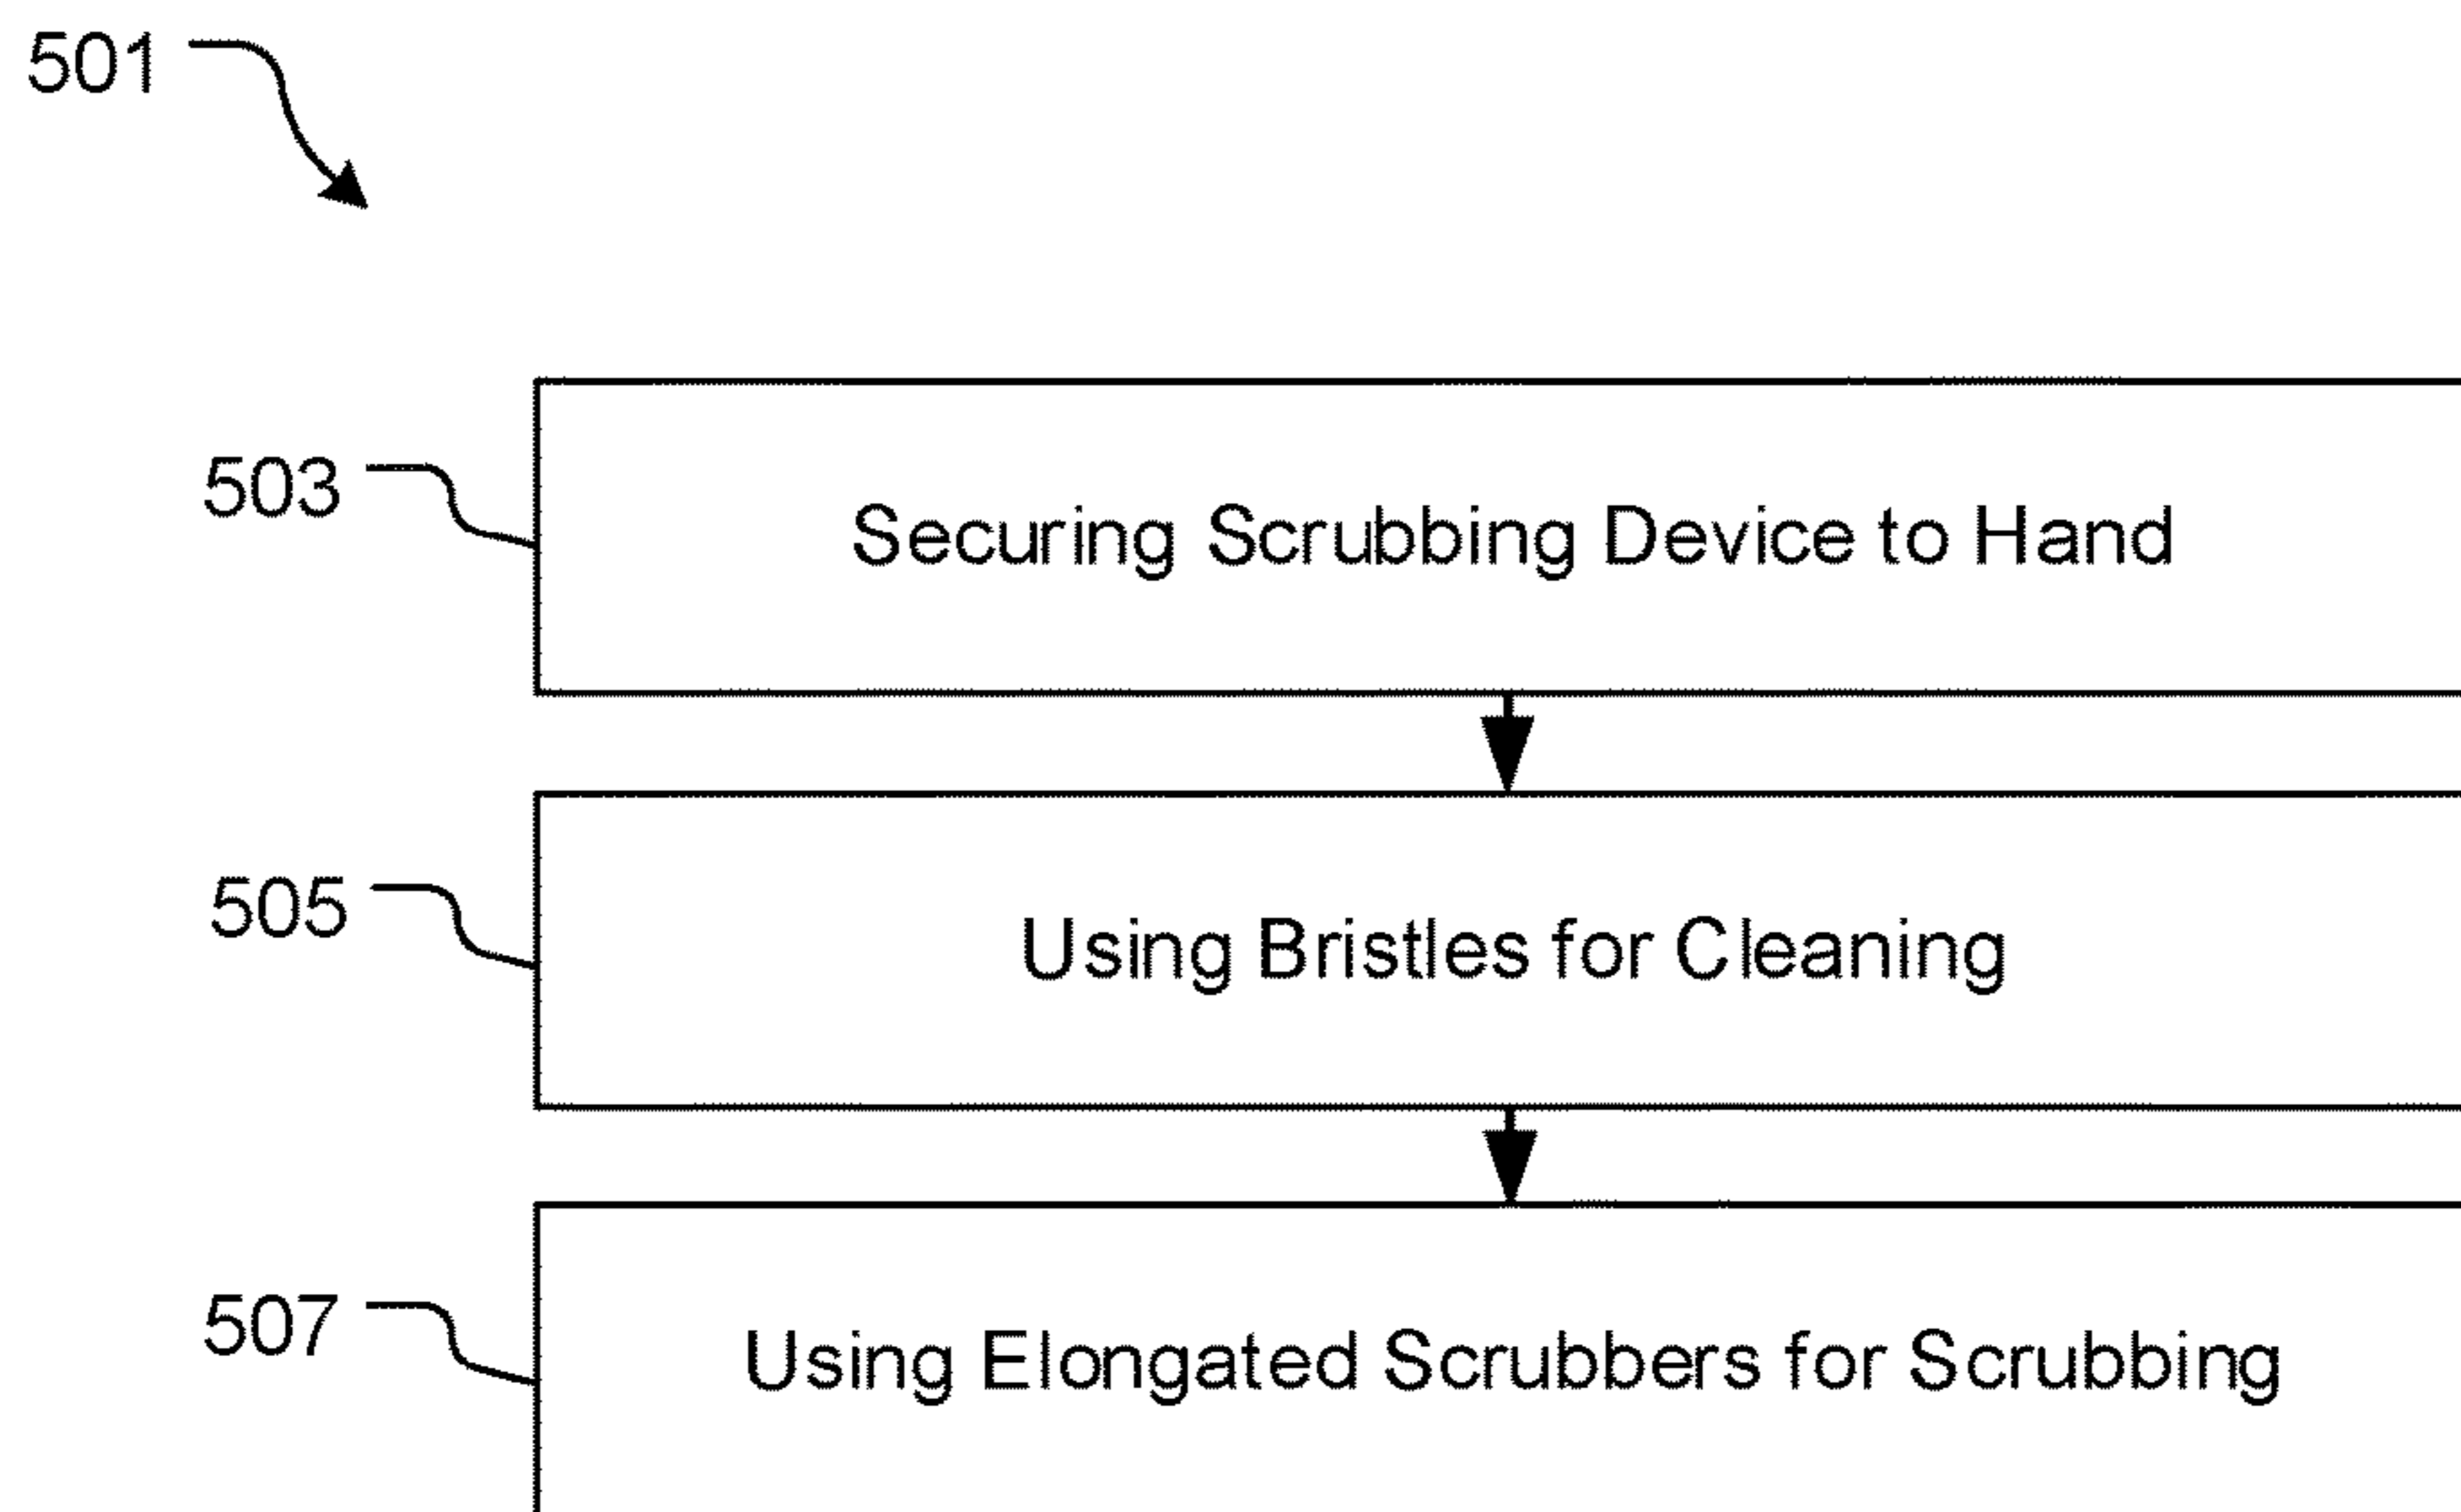 501
503
Securing Scrubbing Device to Hand
505
Using Bristles for Cleaning
507
Using Elongated Scrubbers for Scrubbing